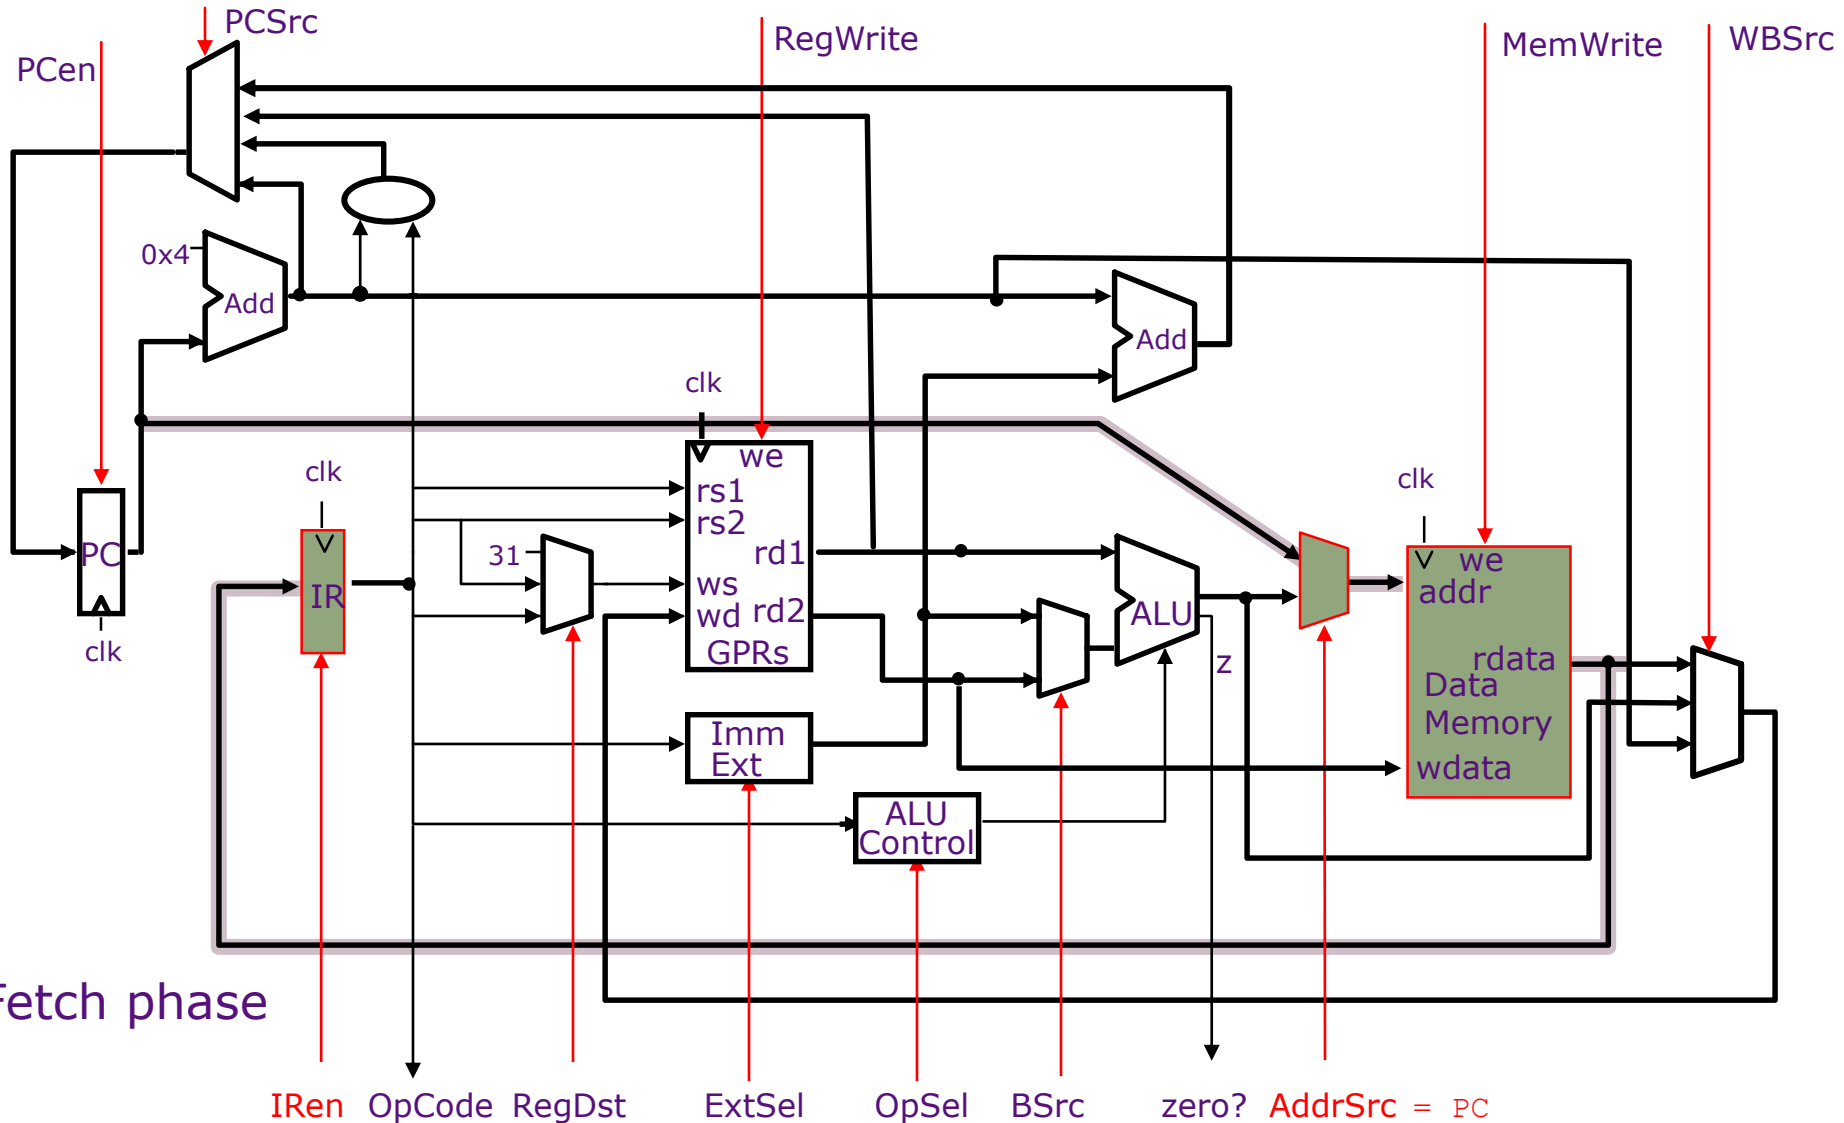 PCSrc
RegWrite
MemWrite
WBSrc
PCen
0x4
Add
Add
clk
we
clk
clk
rs1
rs2
31
rd1
PC
we
addr
IR
ws
wd
rd2
ALU
clk
GPRs
z
rdata
Data
Memory
wdata
Imm
Ext
ALU
Control
Fetch phase
IRen
OpCode
RegDst
ExtSel
OpSel
BSrc
zero?
AddrSrc = PC